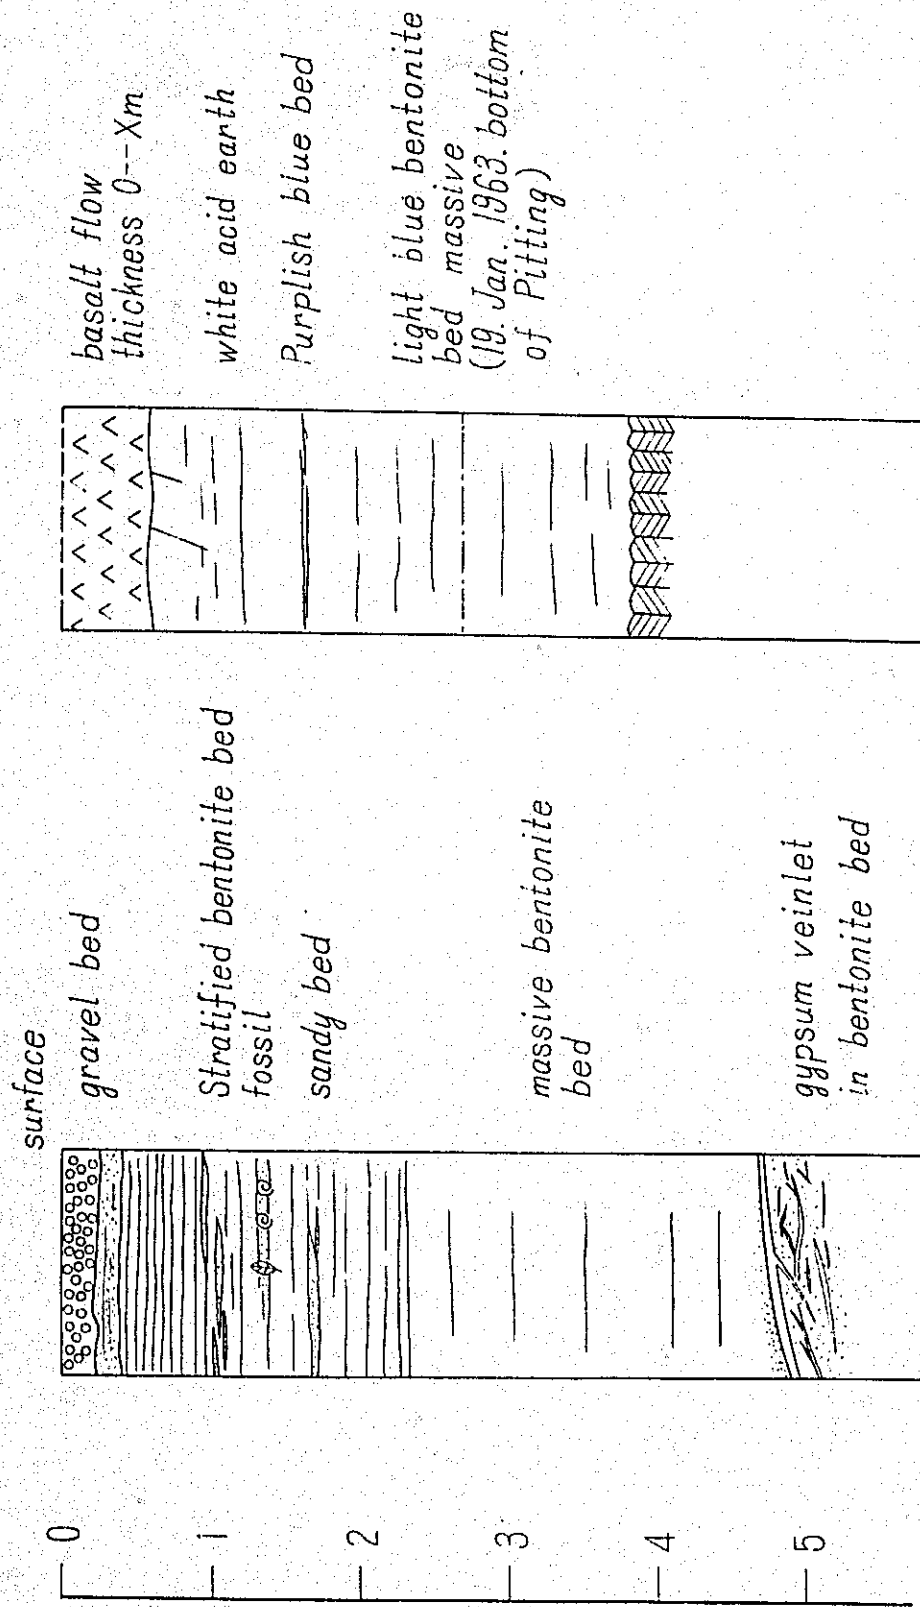 surface
0
1
2
3
4
5
gravel bed
Stratified bentonite bed
fossil
sandy bed
massive bentonite
bed
gypsum veinlet
in bentonite bed
basalt flow
thickness 0--Xm
white acid earth
Purplish blue bed
light blue bentonite
bed massive
(19. Jan. 1963. bottom
of Pitting)